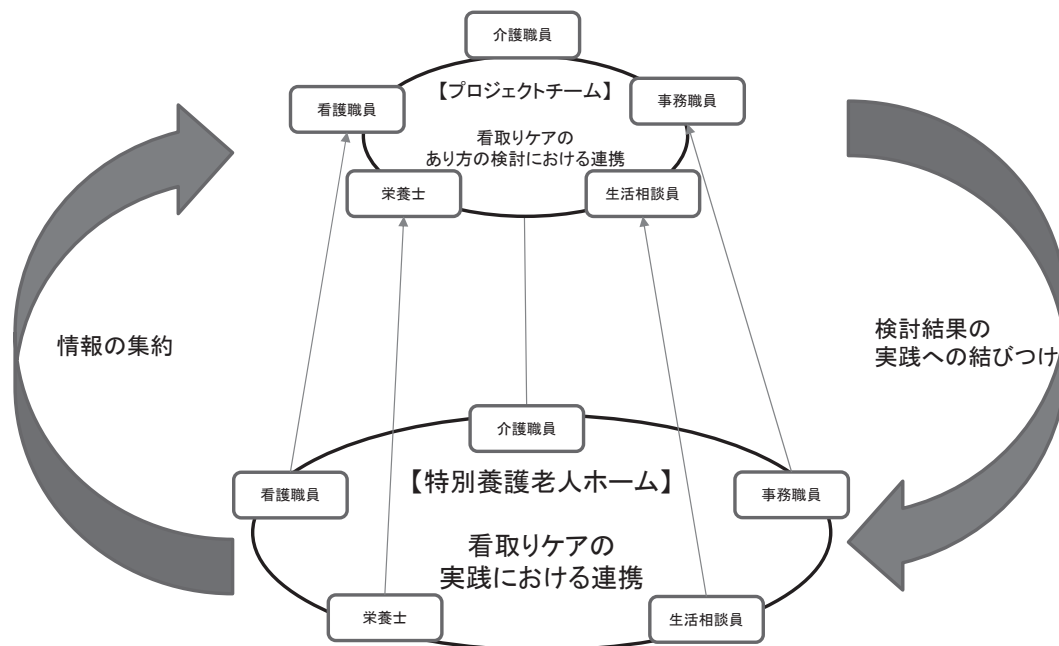 介護職員
【プロジェクトチーム】
看護職員
事務職員
看取りケアの
あり方の検討における連携
栄養士
生活相談員
情報の集約
検討結果の
実践への結びつけ
介護職員
【特別養護老人ホーム】
看護職員
事務職員
看取りケアの
実践における連携
栄養士
生活相談員